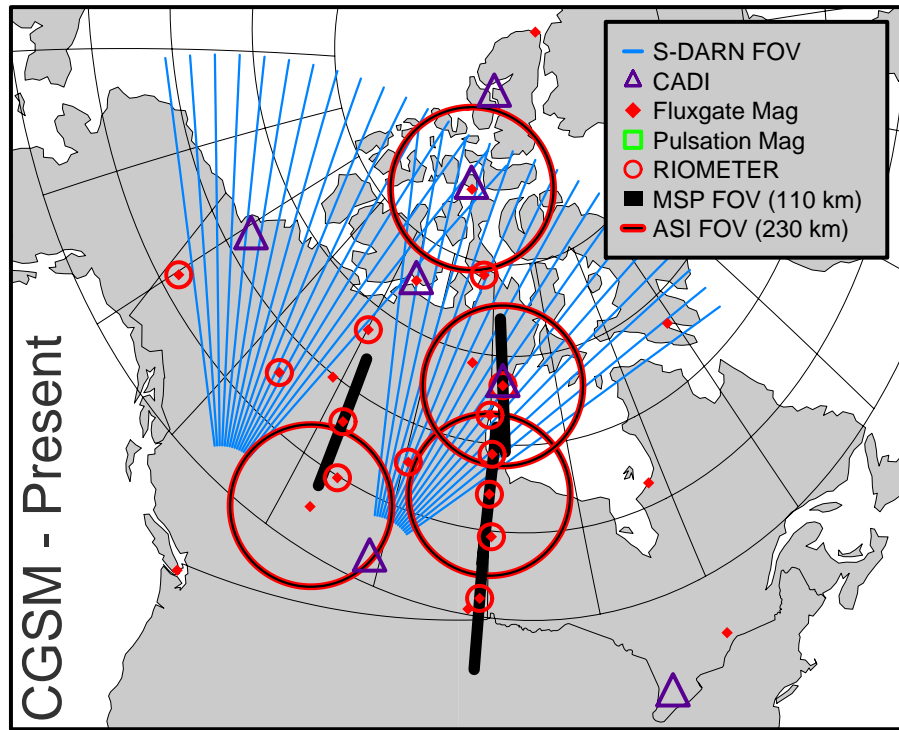 S-DARN FOV
CADI
Fluxgate Mag
Pulsation Mag
RIOMETER
MSP FOV (110 km)
ASI FOV (230 km)
CGSM - Present